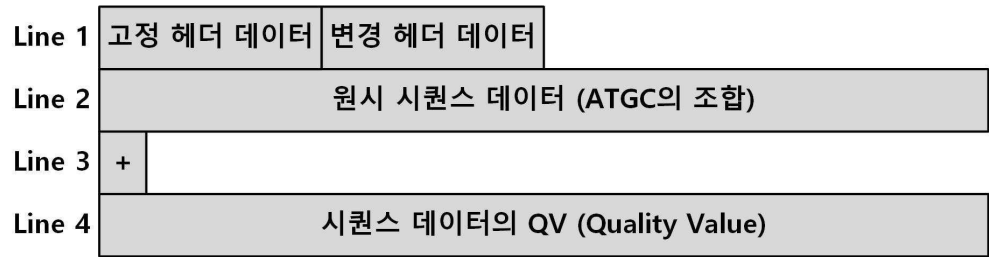 Line 1 고정 헤더 데이터 변경 헤더 데이터
Line 2 원시 시퀀스 데이터 (ATGC의 조합)
Line 3 +
Line 4 시퀀스 데이터의 QV (Quality Value)